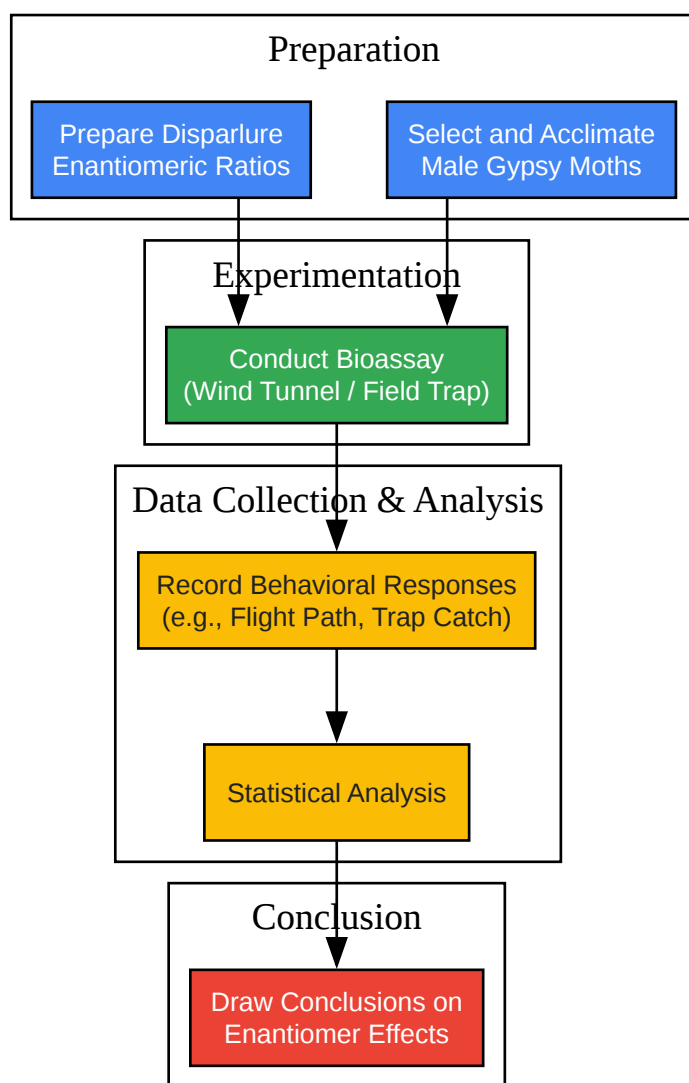 Preparation
Prepare Disparlure
Enantiomeric Ratios
Select and Acclimate
Male Gypsy Moths
Experimentation
Conduct Bioassay
(Wind Tunnel / Field Trap)
Data Collection & Analysis
Record Behavioral Responses
(e.g., Flight Path, Trap Catch)
Statistical Analysis
Conclusion
Draw Conclusions on
Enantiomer Effects